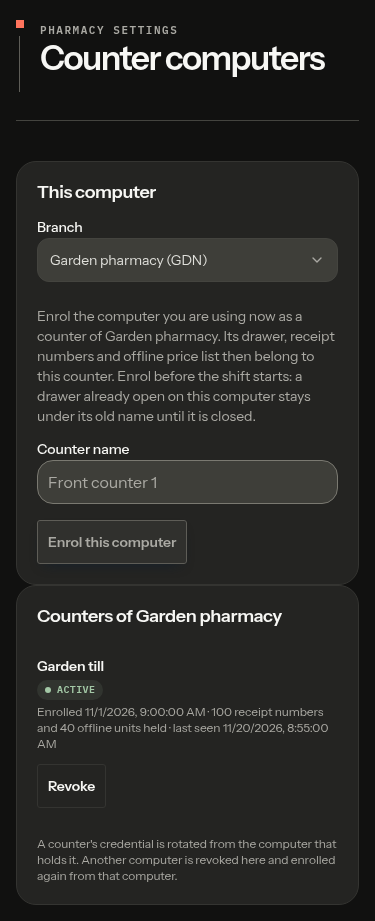 PHARMACY SETTINGS
Counter computers
This computer
Branch
Garden pharmacy (GDN)
Enrol the computer you are using now as a
counter of Garden pharmacy. Its drawer, receipt
numbers and offline price list then belong to
this counter. Enrol before the shift starts: a
drawer already open on this computer stays
under its old name until it is closed.
Counter name
Front counter 1
Enrol this computer
Counters of Garden pharmacy
Garden till
ACTIVE
Enrolled 11/1/2026, 9:00:00 AM · 100 receipt numbers
and 40 offline units held · last seen 11/20/2026, 8:55:00
AM
Revoke
A counter's credential is rotated from the computer that
holds it. Another computer is revoked here and enrolled
again from that computer.